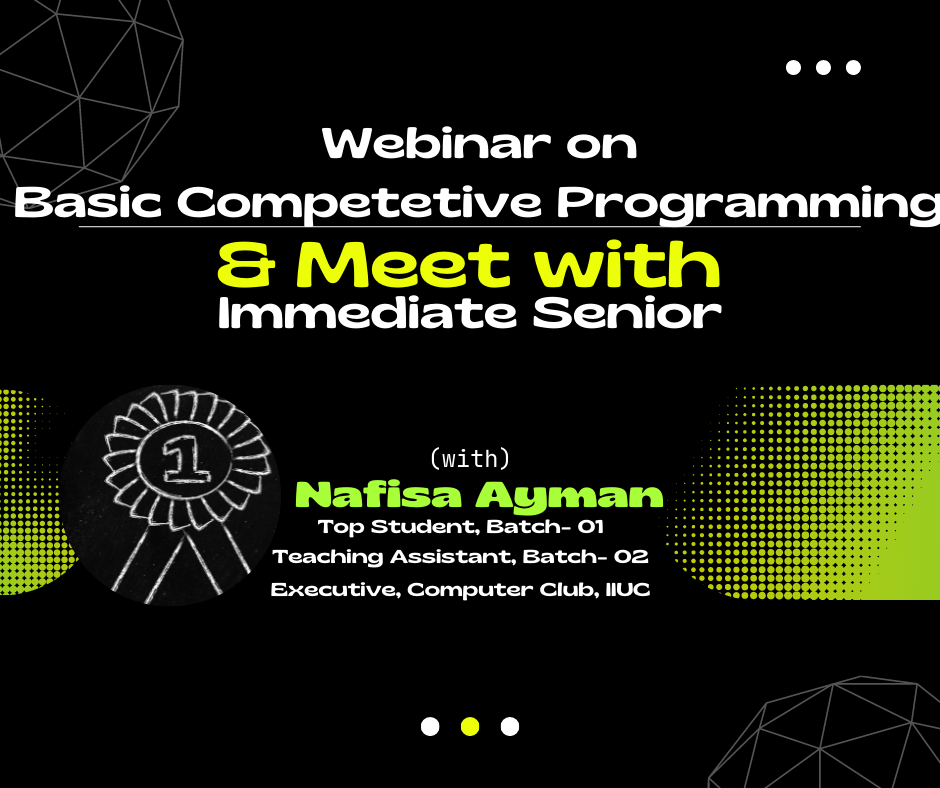 Webinar on
Basic Competetive Programming
& Meet with
Immediate Senior
1
(with)
Nafisa Ayman
Top Student, Batch- 01
Teaching Assistant, Batch- 02
Executive, Computer Club, IIUC